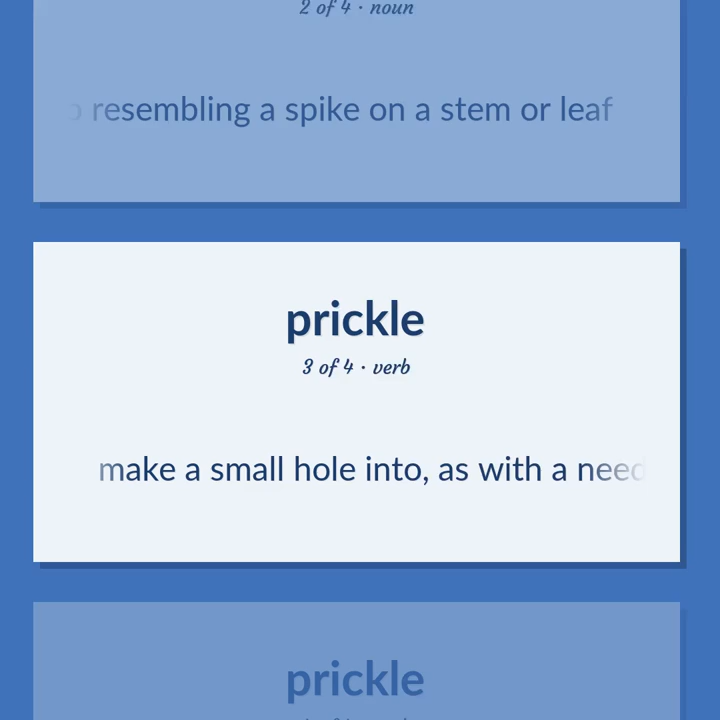 2 of 4 · noun
resembling a spike on a stem or leaf
prickle
3 of 4 · verb
make a small hole into, as with a
prickle